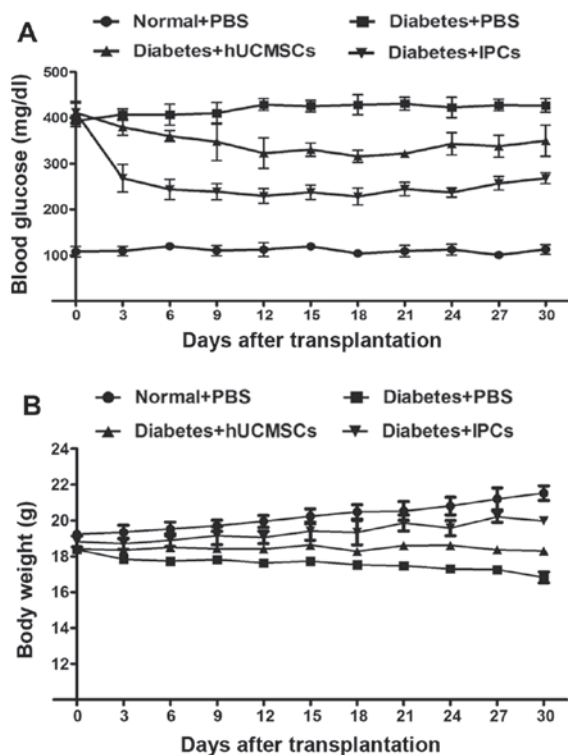 A
Normal+PBS Diabetes+PBS
Diabetes+hUCMSCs Diabetes+IPCs
Blood glucose (mg/dl)
500
400
300
200
100
0 3 6 9 12 15 18 21 24 27 30
Days after transplantation
B
Normal+PBS Diabetes+PBS
Diabetes+hUCMSCs Diabetes+IPCs
Body weight (g)
24
22
20
18
16
14
12
0 3 6 9 12 15 18 21 24 27 30
Days after transplantation